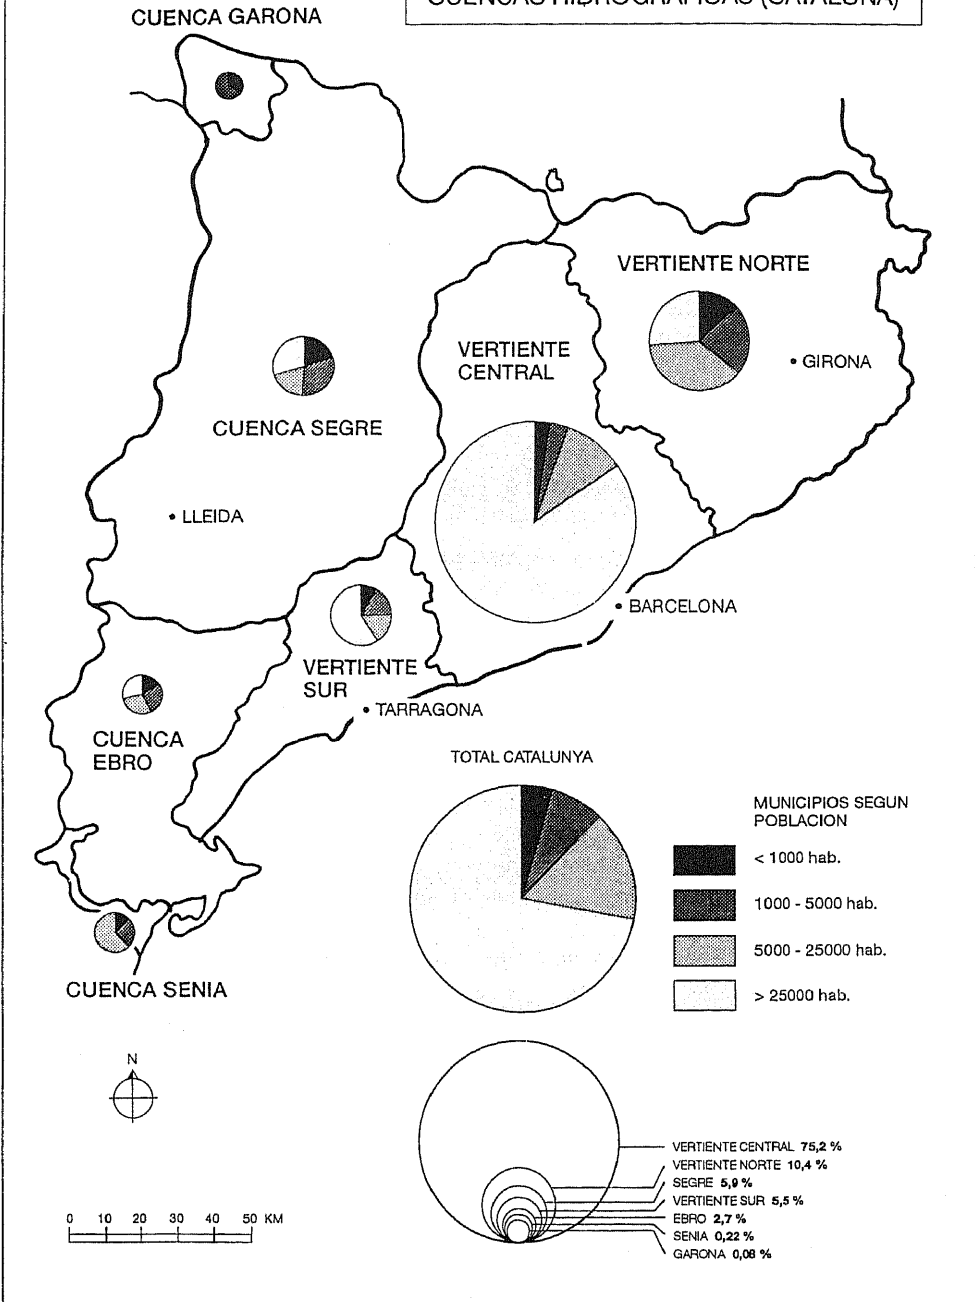 CUENCAS HIDROGRAFICAS (CATALUÑA)
CUENCA GARONA
VERTIENTE NORTE
GIRONA
VERTIENTE
CENTRAL
CUENCA SEGRE
LLEIDA
BARCELONA
VERTIENTE
SUR
TARRAGONA
CUENCA
EBRO
CUENCA SENIA
TOTAL CATALUNYA
MUNICIPIOS SEGUN
POBLACION
< 1000 hab.
1000 - 5000 hab.
5000 - 25000 hab.
> 25000 hab.
N
0 10 20 30 40 50 KM
VERTIENTE CENTRAL 75,2 %
VERTIENTE NORTE 10,4 %
SEGRE 5,9 %
VERTIENTE SUR 5,5 %
EBRO 2,7 %
SENIA 0,22 %
GARONA 0,08 %